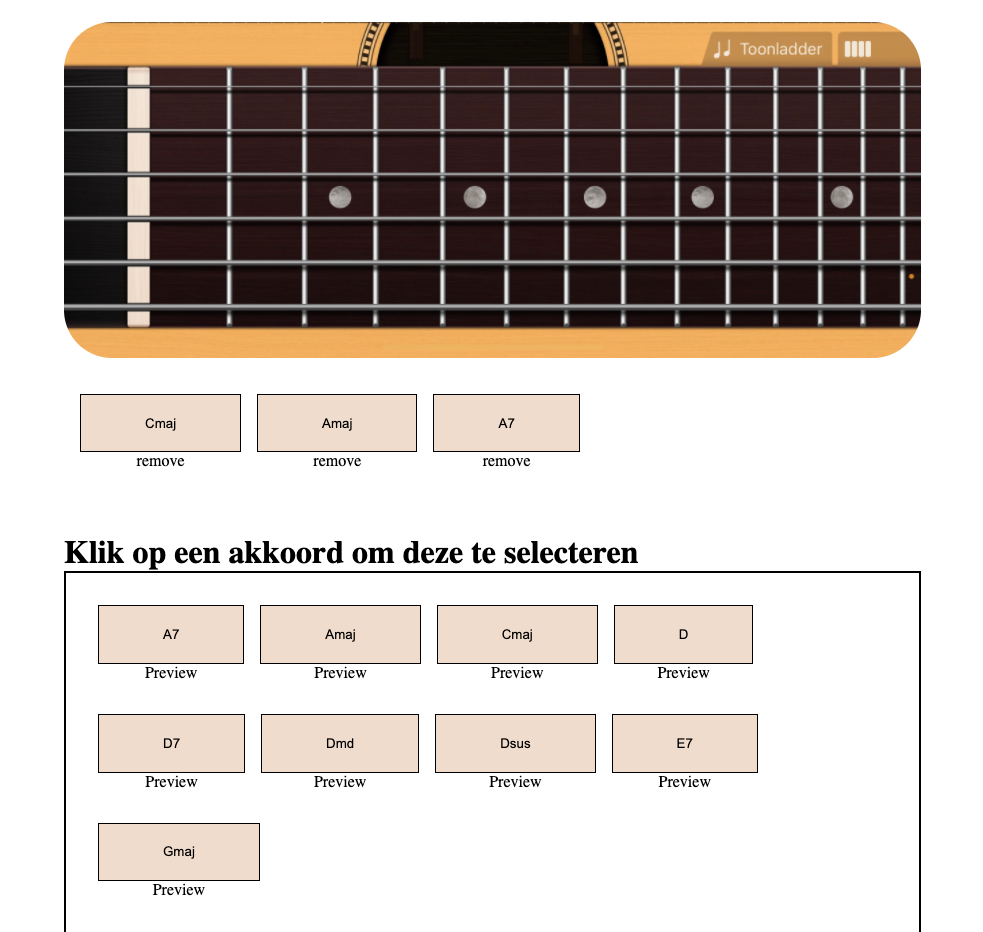 Toonladder
Cmaj Amaj A7
remove remove remove
Klik op een akkoord om deze te selecteren
A7 Amaj Cmaj D
Preview Preview Preview Preview
D7 Dmd Dsus E7
Preview Preview Preview Preview
Gmaj
Preview